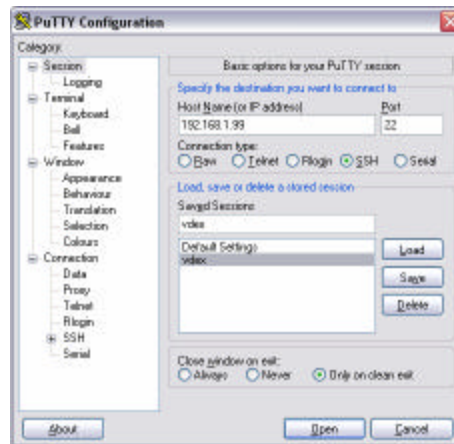 PuTTY Configuration
Category:
Session
Logging
Terminal
Keyboard
Bell
Features
Window
Appearance
Behaviour
Translation
Selection
Colours
Connection
Data
Proxy
Telnet
Rlogin
SSH
Serial
Basic options for your PuTTY session
Specify the destination you want to connect to
Host Name (or IP address)
Port
192.168.1.99
22
Connection type:
Raw
Telnet
Rlogin
SSH
Serial
Load, save or delete a stored session
Saved Sessions
vdex
Default Settings
vdex
Load
Save
Delete
Close window on exit:
Always
Never
Only on clean exit
About
Open
Cancel